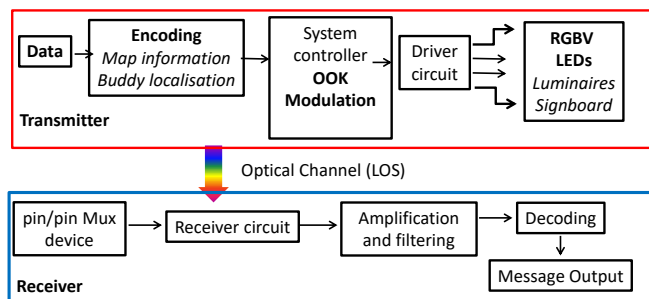 Data
Encoding
Map information
Buddy localisation
System
controller
OOK
Modulation
Driver
circuit
RGBV
LEDs
Luminaires
Signboard
Transmitter
Optical Channel (LOS)
pin/pin Mux
device
Receiver circuit
Amplification
and filtering
Decoding
Message Output
Receiver